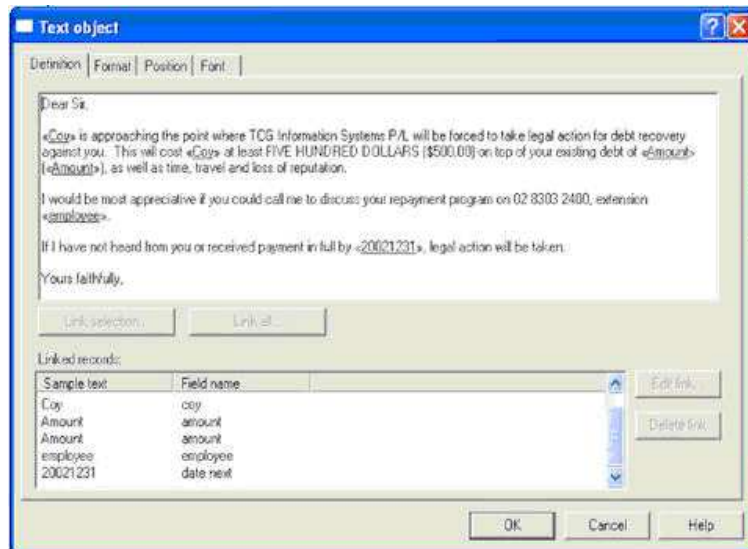 Text object
Definition Format Position Font
Dear Sir,
«Coy» is approaching the point where TCG Information Systems P/L will be forced to take legal action for debt recovery
against you. This will cost «Coy» at least FIVE HUNDRED DOLLARS ($500.00) on top of your existing debt of «Amount»
(«Amount»), as well as time, travel and loss of reputation.
I would be most appreciative if you could call me to discuss your repayment program on 02 8303 2400, extension
«employee».
If I have not heard from you or received payment in full by «20021231», legal action will be taken.
Yours faithfully,
Link selection... Link all...
Linked records:
Sample text Field name
Edit link...
Coy coy
Amount amount
Delete link
Amount amount
employee employee
20021231 date next
OK Cancel Help